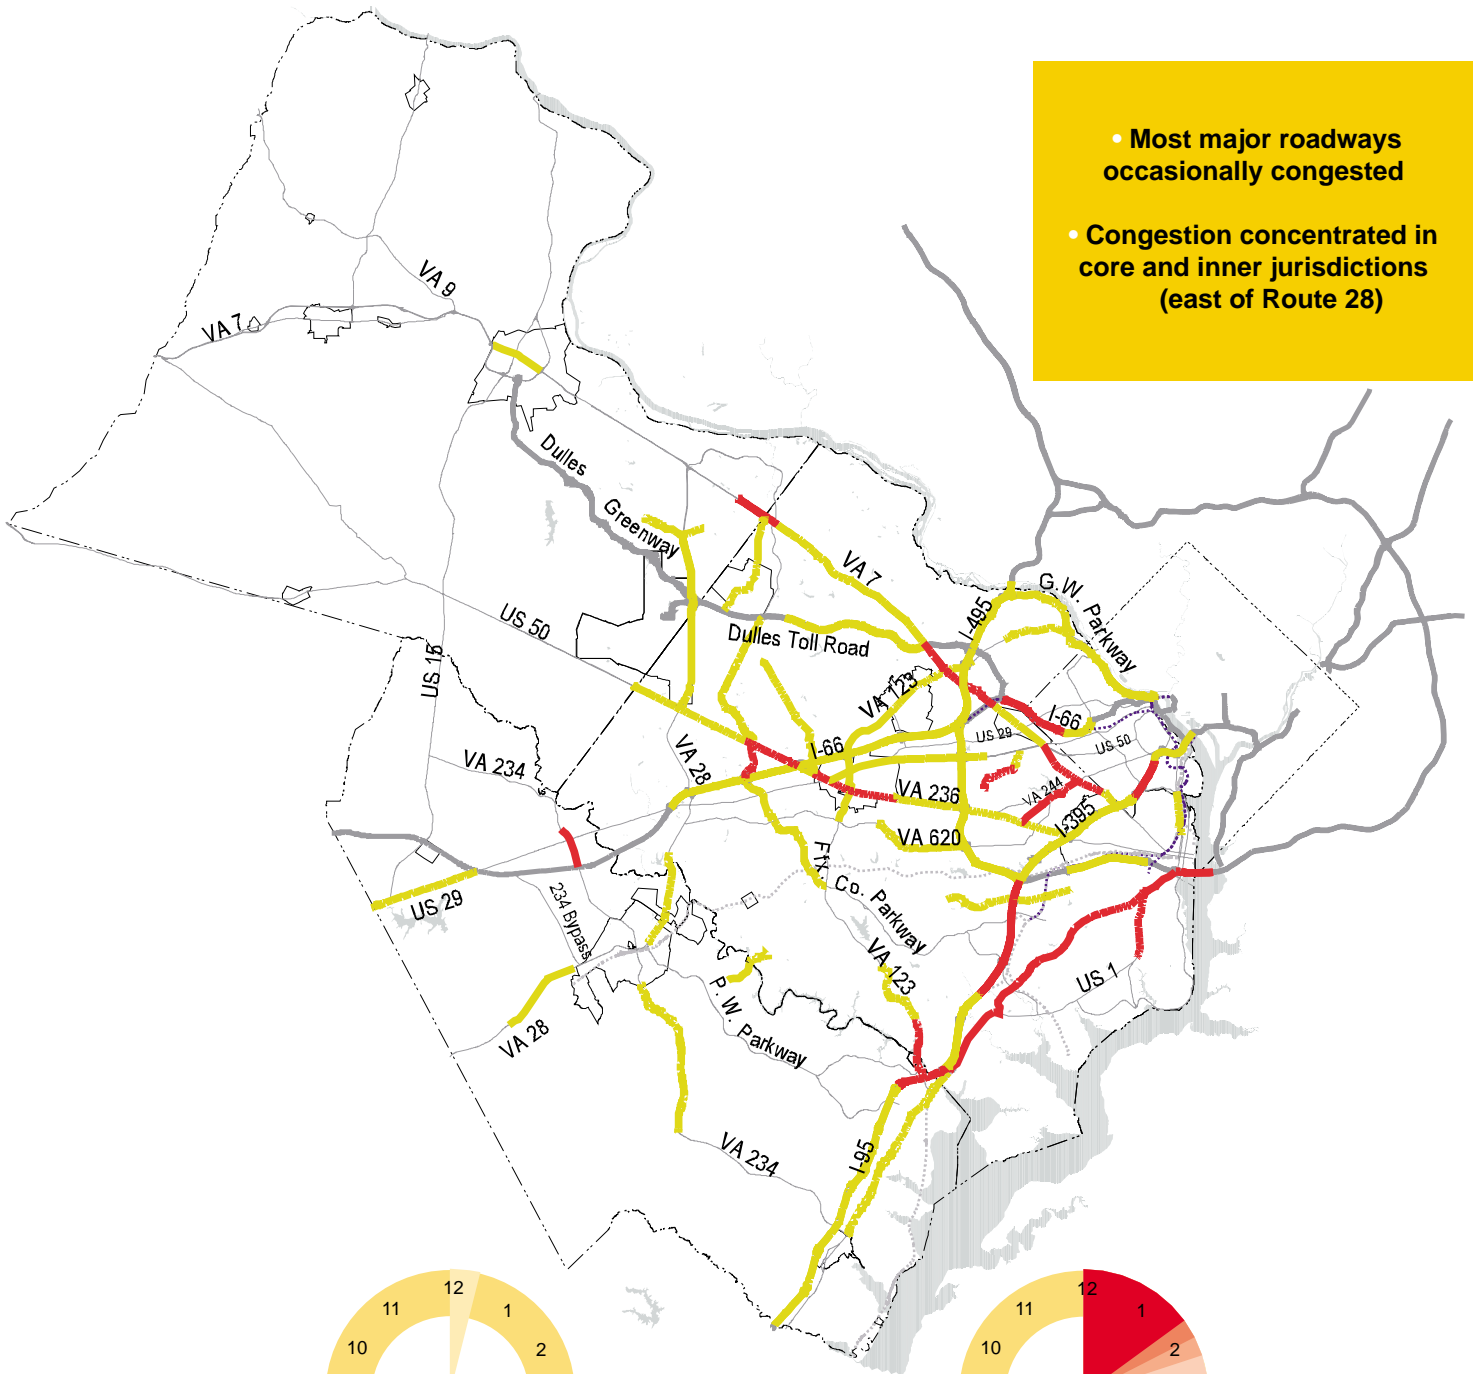 • Most major roadways
occasionally congested
• Congestion concentrated in
core and inner jurisdictions
(east of Route 28)
VA 9
VA 7
Dulles
Greenway
VA 7
G.W. Parkway
I-495
US 50
Dulles Toll Road
US 15
VA 123
I-66
US 29
US 50
I-66
VA 28
VA 234
VA 236
VA 244
I-395
VA 620
Ffx. Co. Parkway
US 29
234 Bypass
VA 123
US 1
P. W. Parkway
VA 28
VA 234
I-95
12
11
1
10
2
12
11
1
10
2